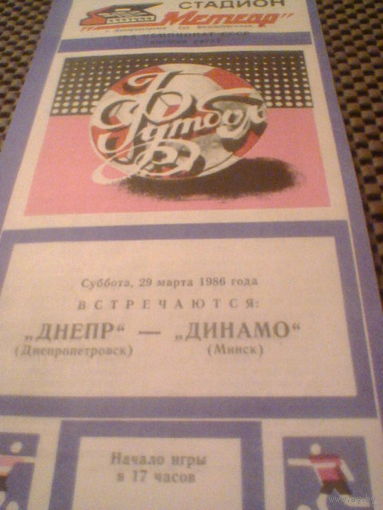 СТАДИОН
„Метеор"
Футбол
Суббота, 29 марта 1986 года
ВСТРЕЧАЮТСЯ:
„ДНЕПР“ — „ДИНАМО“
(Днепропетровск) (Минск)
Начало игры
в 17 часов